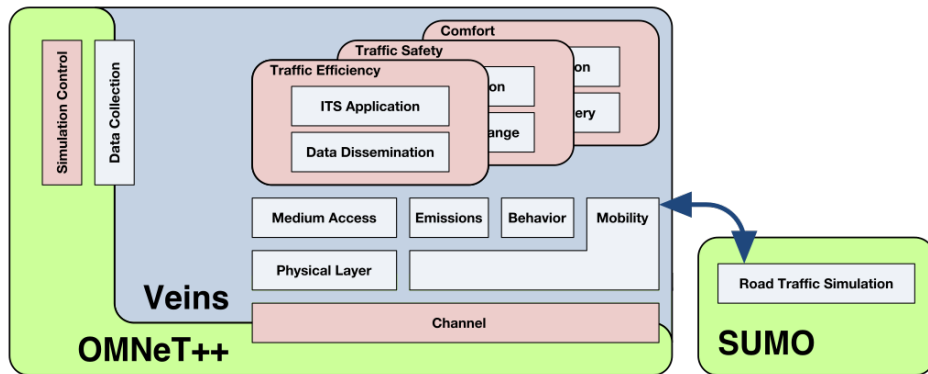 Comfort
Traffic Safety
Traffic Efficiency
ITS Application
Data Dissemination
on
ange
on
ery
Simulation Control
Data Collection
Medium Access
Emissions
Behavior
Mobility
Physical Layer
Channel
Veins
OMNeT++
Road Traffic Simulation
SUMO